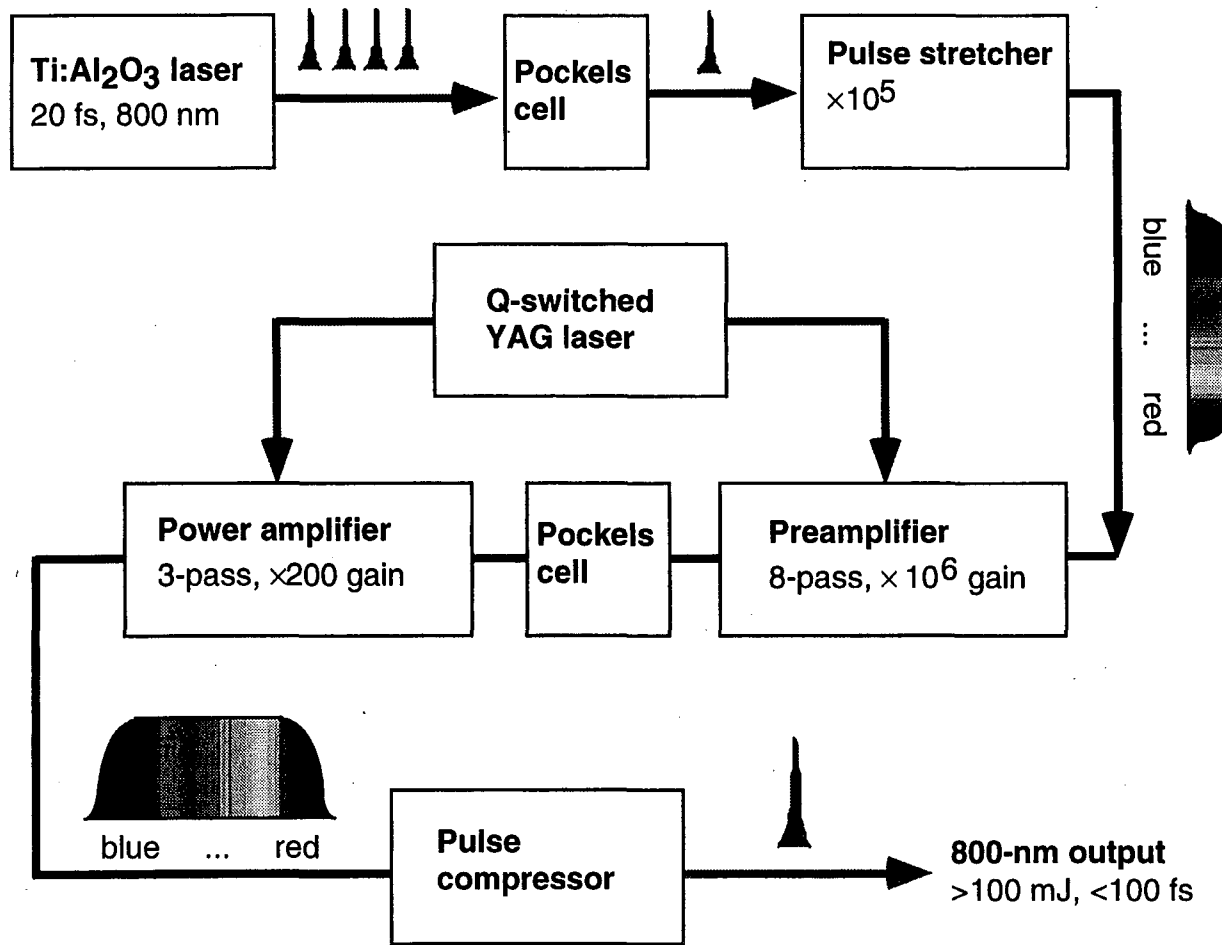 Ti:Al2O3 laser
20 fs, 800 nm
Pockels
cell
Pulse stretcher
×10^5
blue ... red
Q-switched
YAG laser
Power amplifier
3-pass, ×200 gain
Pockels
cell
Preamplifier
8-pass, × 10^6 gain
blue ... red
Pulse
compressor
800-nm output
>100 mJ, <100 fs